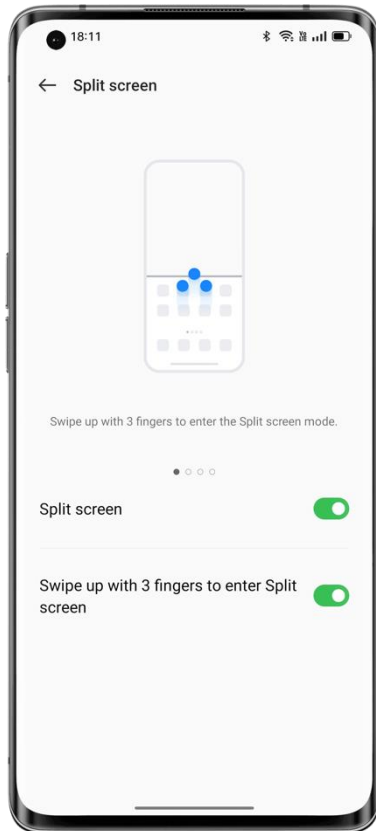 18:11
Split screen
Swipe up with 3 fingers to enter the Split screen mode.
Split screen
Swipe up with 3 fingers to enter Split
screen